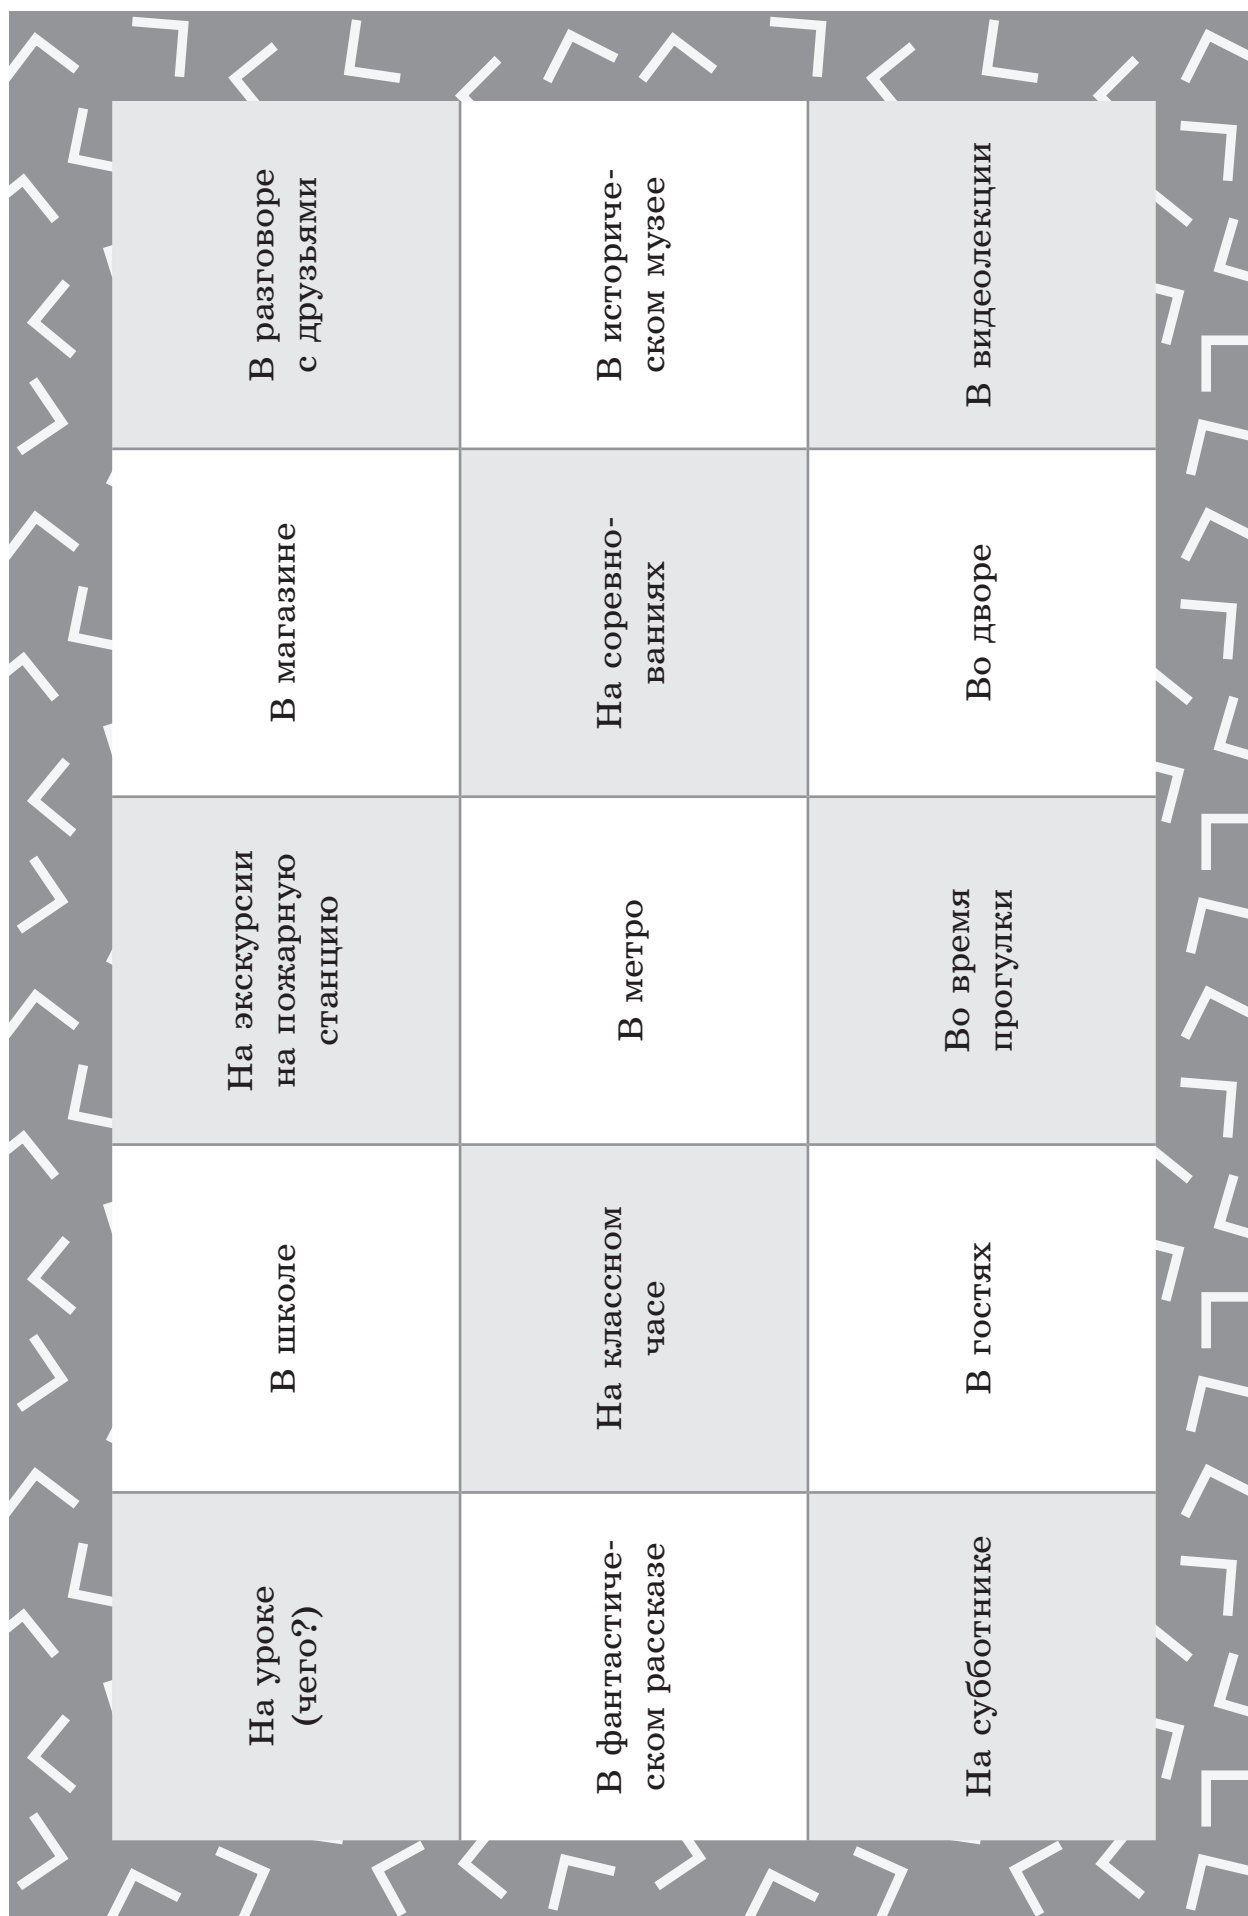 На уроке
(чего?)
В школе
На экскурсии
на пожарную
станцию
В магазине
В разговоре
с друзьями
В фантастиче-
ском рассказе
На классном
часе
В метро
На соревно-
ваниях
В историче-
ском музее
На субботнике
В гостях
Во время
прогулки
Во дворе
В видеолекции